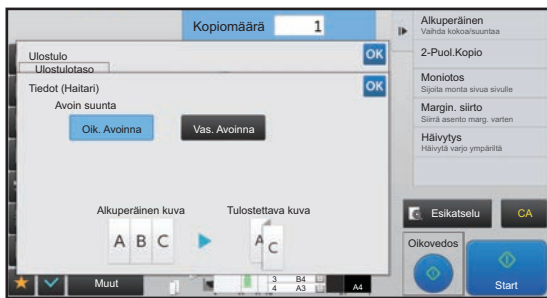 Kopiomäärä 1
Ulostulo OK
Ulostulotaso
Tiedot (Haitari) OK
Avoin suunta
Oik. Avoinna Vas. Avoinna
Alkuperäinen kuva Tulostettava kuva
A B C A C
Muut
3 B4
4 A3
A4
Alkuperäinen
Vaihda kokoa/suuntaa
2-Puol.Kopio
Moniotos
Sijoita monta sivua sivulle
Margin. siirto
Siirrä asento marg. varten
Häivytys
Häivytä varjo ympäriltä
Esikatselu CA
Oikovedos
Start